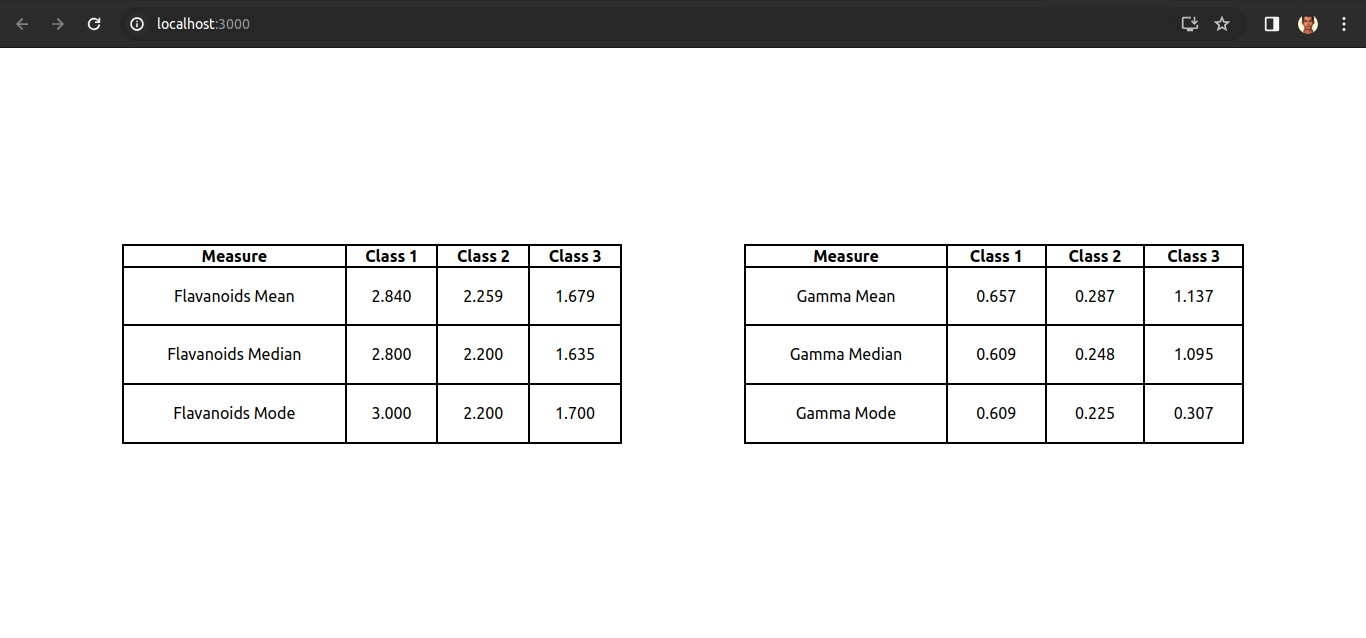 localhost:3000
Measure Class 1 Class 2 Class 3
Flavanoids Mean 2.840 2.259 1.679
Flavanoids Median 2.800 2.200 1.635
Flavanoids Mode 3.000 2.200 1.700
Measure Class 1 Class 2 Class 3
Gamma Mean 0.657 0.287 1.137
Gamma Median 0.609 0.248 1.095
Gamma Mode 0.609 0.225 0.307